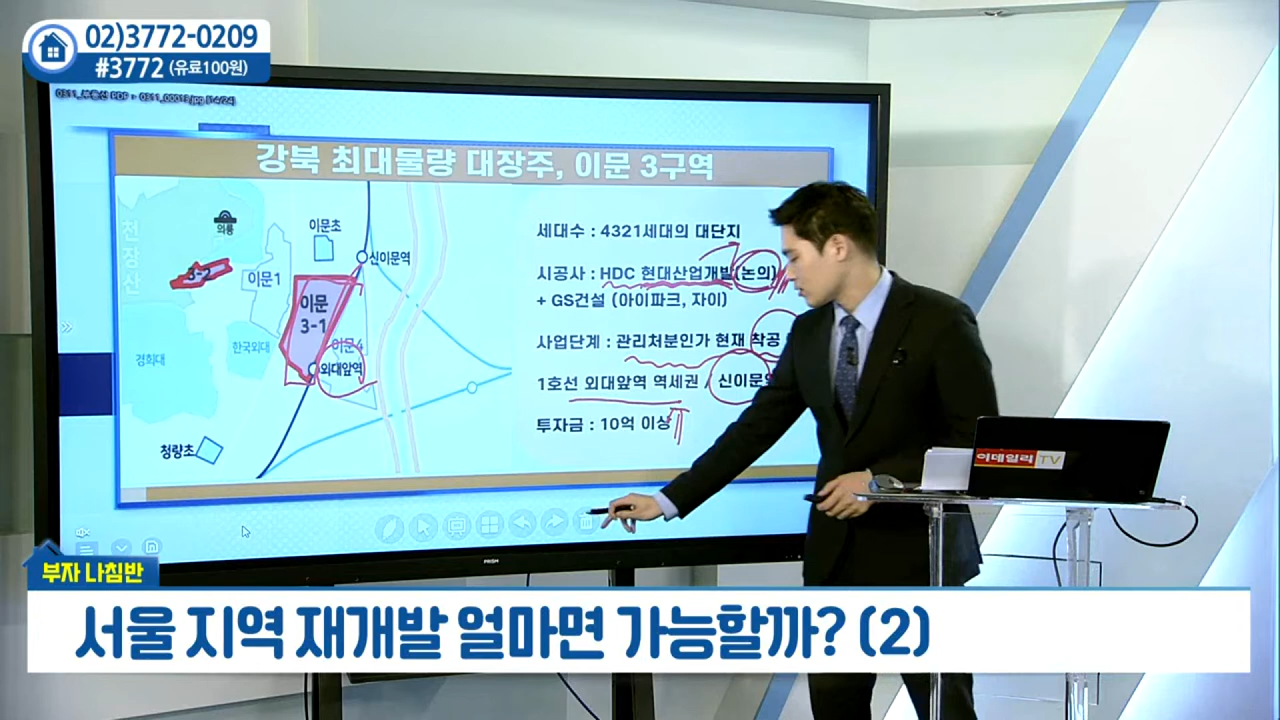 02)3772-0209
#3772 (유료100원)
강북 최대물량 대장주, 이문 3구역
천장산
의릉
이문초
신이문역
3-2
이문1
이문
3-1
이문4
한국외대
외대앞역
경희대
청량초
세대수 : 4321세대의 대단지
시공사 : HDC 현대산업개발(논의)
+ GS건설 (아이파크, 자이)
사업단계 : 관리처분인가 현재 착공
1호선 외대앞역 역세권 / 신이문
투자금 : 10억 이상
PRISM
이데일리 TV
부자 나침반
서울 지역 재개발 얼마면 가능할까? (2)